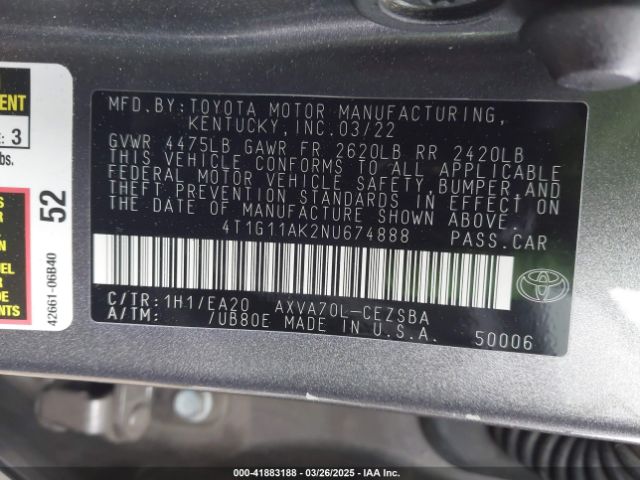 ENT
: 3
bs.
52
42661-06B40
MFD.BY:TOYOTA MOTOR MANUFACTURING,
KENTUCKY,INC.03/22
GVWR 4475LB GAWR FR 2620LB RR 2420LB
THIS VEHICLE CONFORMS TO ALL APPLICABLE
FEDERAL MOTOR VEHICLE SAFETY,BUMPER,AND
THEFT PREVENTION STANDARDS IN EFFECT ON
THE DATE OF MANUFACTURE SHOWN ABOVE.
4T1G11AK2NU674888 PASS.CAR
C/TR:1H1/EA20 AXVA70L-CEZSBA
A/TM: /UB80E MADE IN U.S.A. 50006
000-41883188 - 03/26/2025 - IAA Inc.